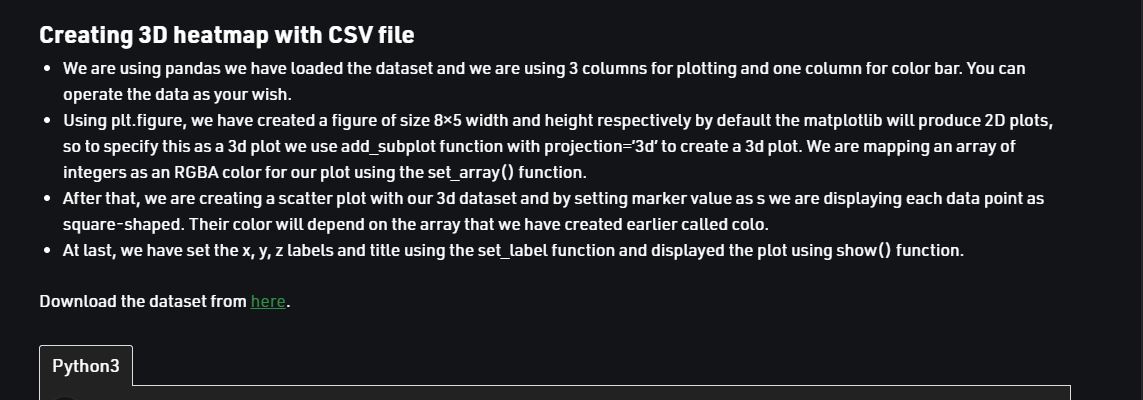 Creating 3D heatmap with CSV file
• We are using pandas we have loaded the dataset and we are using 3 columns for plotting and one column for color bar. You can
operate the data as your wish.
• Using plt.figure, we have created a figure of size 8×5 width and height respectively by default the matplotlib will produce 2D plots,
so to specify this as a 3d plot we use add_subplot function with projection=’3d’ to create a 3d plot. We are mapping an array of
integers as an RGBA color for our plot using the set_array() function.
• After that, we are creating a scatter plot with our 3d dataset and by setting marker value as s we are displaying each data point as
square-shaped. Their color will depend on the array that we have created earlier called colo.
• At last, we have set the x, y, z labels and title using the set_label function and displayed the plot using show() function.
Download the dataset from here.
Python3